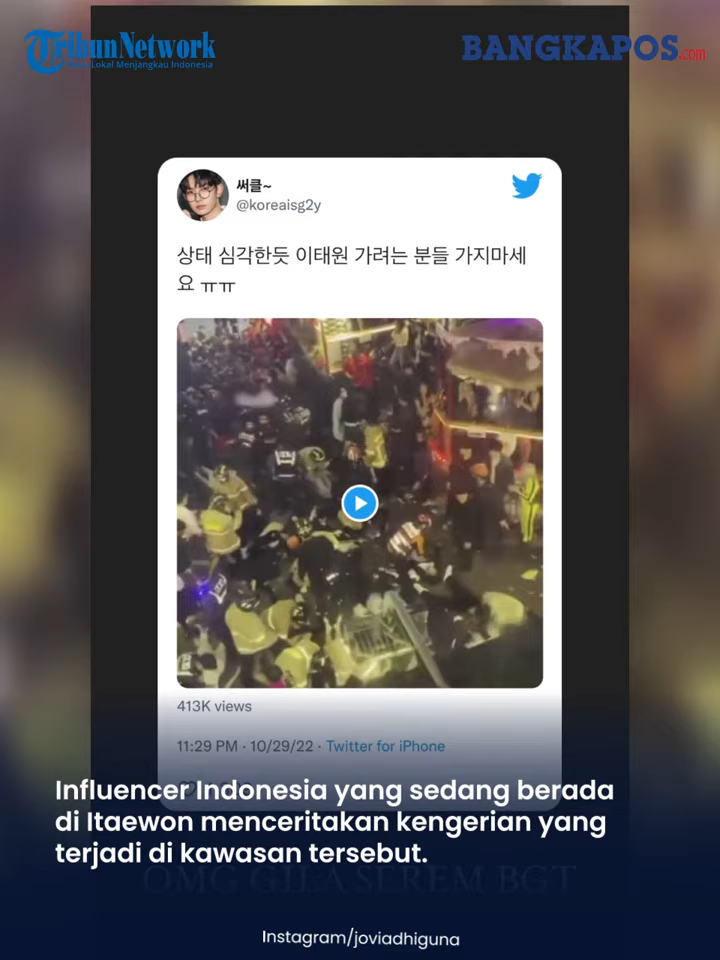 TribunNetwork
Lokal Menjangkau Indonesia
BANGKAPOS.com
써클~
@koreaisg2y
상태 심각한듯 이태원 가려는 분들 가지마세
요 ㅠㅠ
413K views
11:29 PM · 10/29/22 · Twitter for iPhone
Influencer Indonesia yang sedang berada
di Itaewon menceritakan kengerian yang
terjadi di kawasan tersebut.
OMG GILA SEREM BGT
Instagram/joviadhiguna